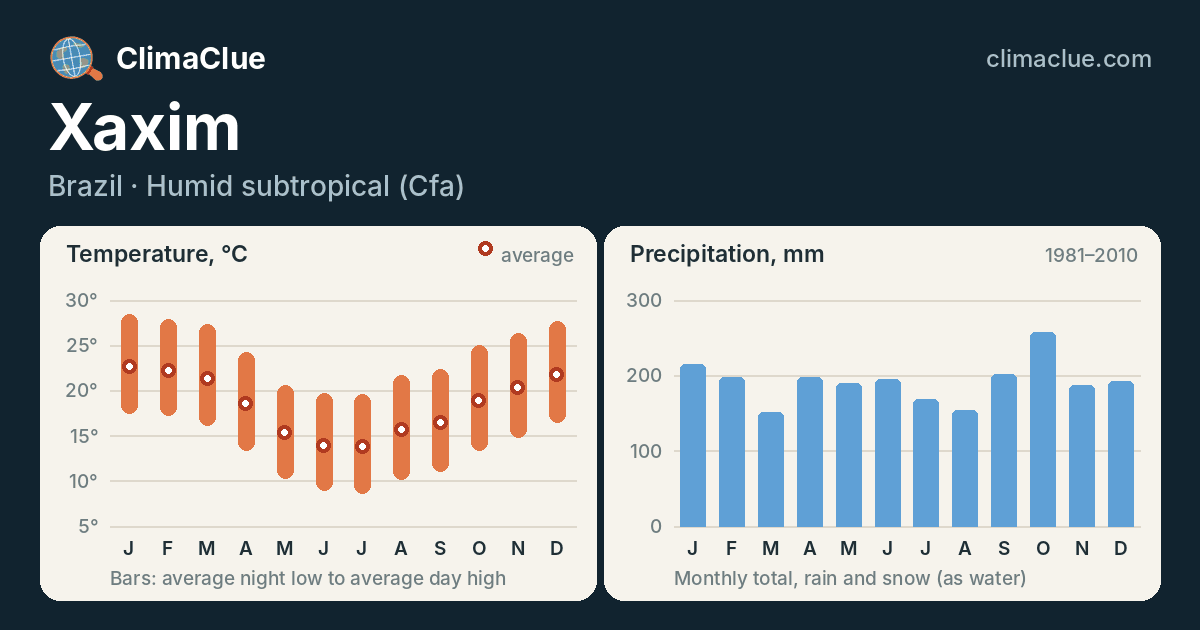 ClimaClue
climaclue.com
Xaxim
Brazil · Humid subtropical (Cfa)
Temperature, °C
average
30°
25°
20°
15°
10°
5°
J F M A M J J A S O N D
Bars: average night low to average day high
Precipitation, mm
1981–2010
300
200
100
0
J F M A M J J A S O N D
Monthly total, rain and snow (as water)